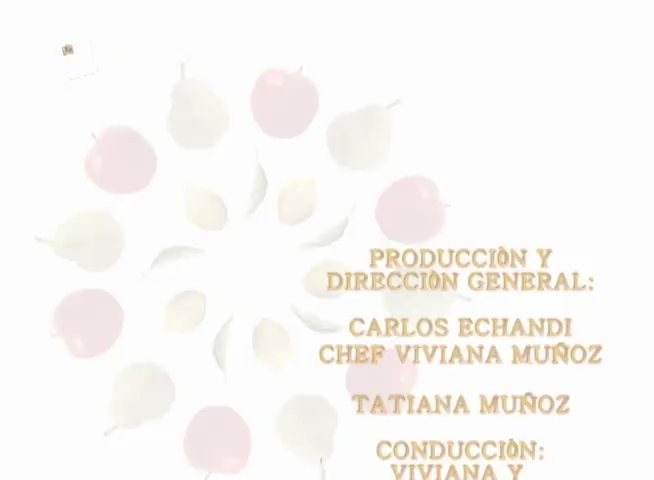 PRODUCCIÒN Y
DIRECCIÒN GENERAL:
CARLOS ECHANDI
CHEF VIVIANA MUÑOZ
TATIANA MUÑOZ
CONDUCCIÒN:
VIVIANA Y